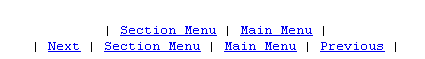 | Section Menu | Main Menu |
| Next | Section Menu | Main Menu | Previous |